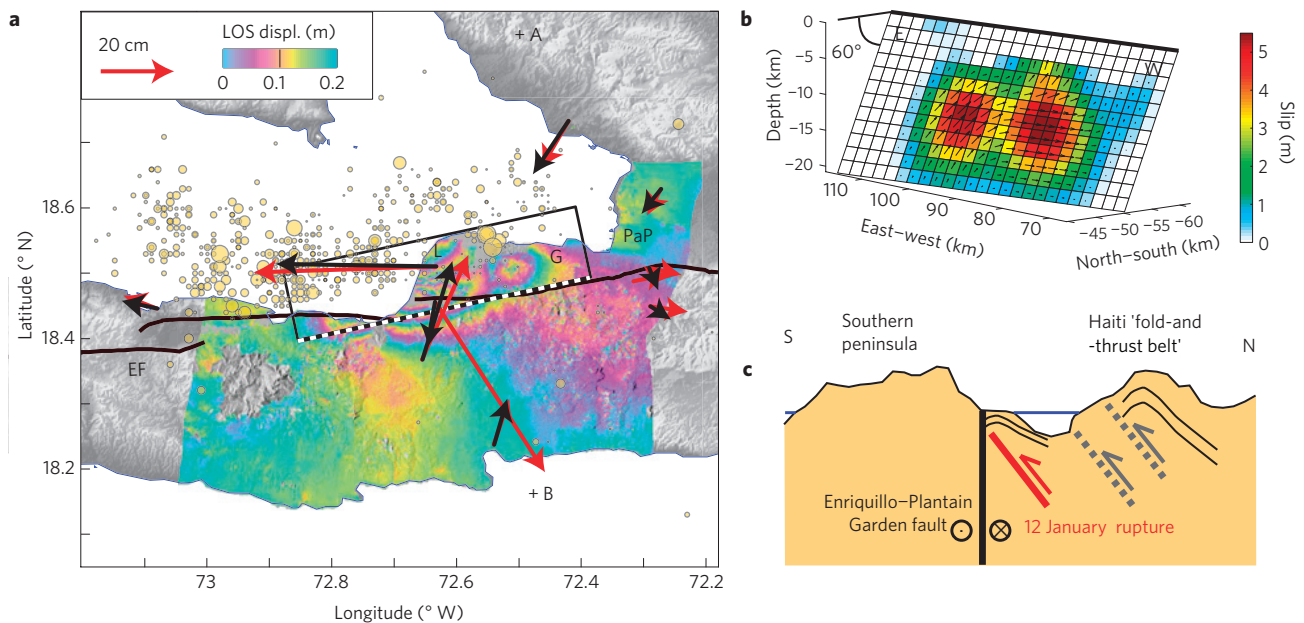 a
20 cm
LOS displ. (m)
0 0.1 0.2
+ A
PaP
L
G
EF
+ B
18.6
18.4
18.2
Latitude (° N)
73 72.8 72.6 72.4 72.2
Longitude (° W)
b
0
−5
−10
−15
−20
Depth (km)
60°
E
W
110 100 90 80 70
East−west (km)
−45 −50 −55 −60
North−south (km)
5
4
3
2
1
0
Slip (m)
c
S
Southern
peninsula
Haiti 'fold-and
-thrust belt'
N
Enriquillo−Plantain
Garden fault
12 January rupture